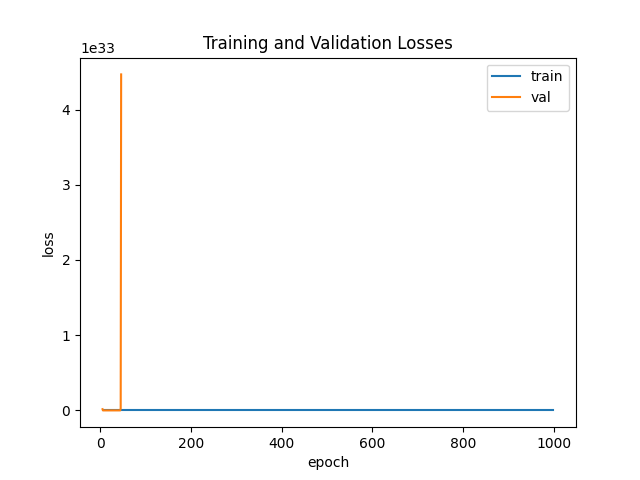 Training and Validation Losses
1e33
train
val
4
3
2
1
0
loss
0
200
400
600
800
1000
epoch